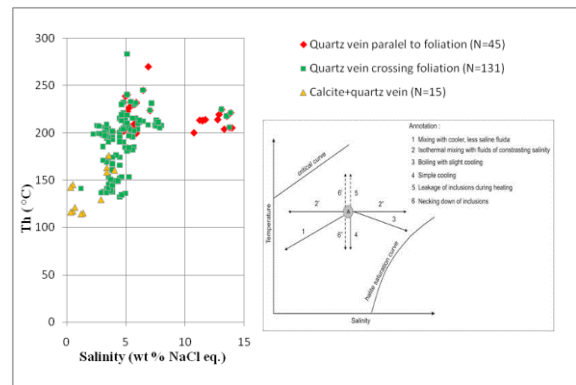 300
250
200
150
100
50
0
Th ( °C)
0
5
10
15
Salinity (wt % NaCl eq.)
Quartz vein paralel to foliation (N=45)
Quartz vein crossing foliation (N=131)
Calcite+quartz vein (N=15)
Annotation :
1 Mixing with cooler, less saline fluida
2 Isothermal mixing with fluids of constrasting salinity
3 Boiling with slight cooling
4 Simple cooling
5 Leakage of inclusions during heating
6 Necking down of inclusions
critical curve
6' 5
2' A 2"
3
1
6" 4
halite saturation curve
Temperature
Salinity